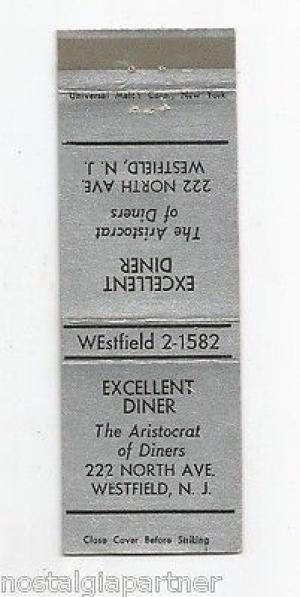 Universal Match Corp., New York
222 NORTH AVE.
WESTFIELD, N. J.
The Aristocrat
of Diners
EXCELLENT
DINER
WEstfield 2-1582
EXCELLENT
DINER
The Aristocrat
of Diners
222 NORTH AVE.
WESTFIELD, N. J.
Close Cover Before Striking
nostalgiapartner